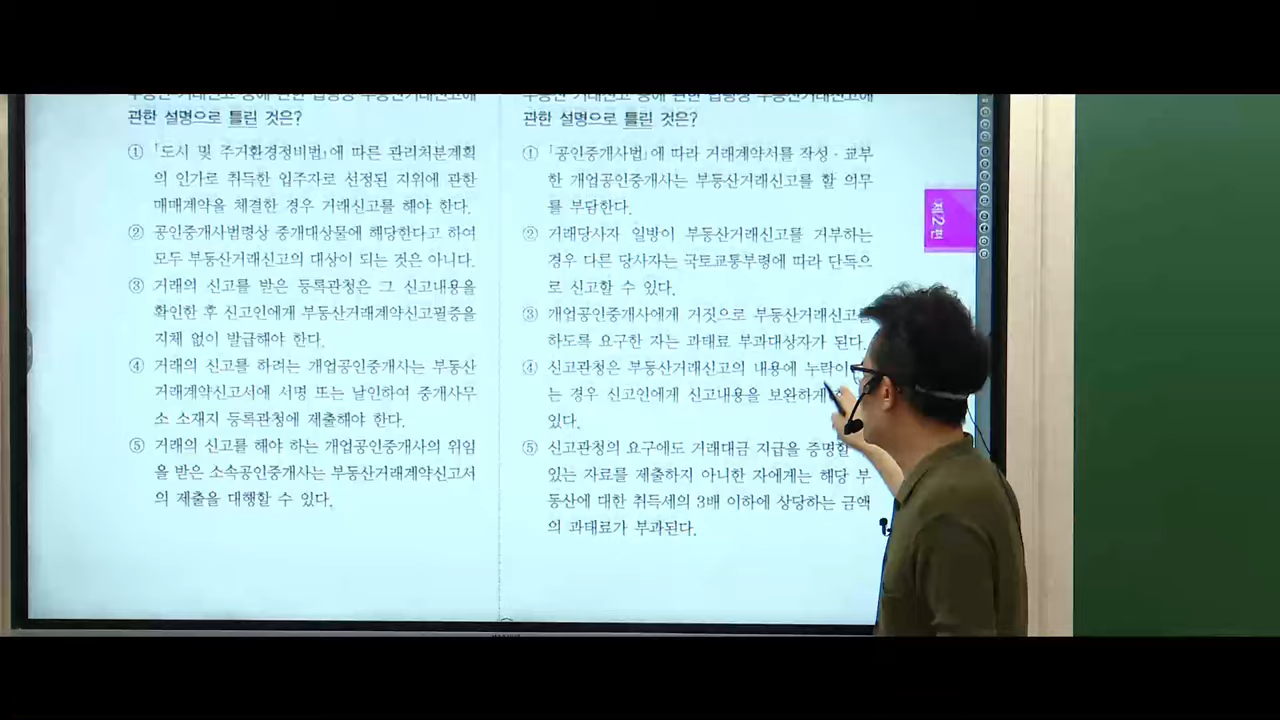 관한 설명으로 틀린 것은?
① 「도시 및 주거환경정비법」에 따른 관리처분계획
의 인가로 취득한 입주자로 선정된 지위에 관한
매매계약을 체결한 경우 거래신고를 해야 한다.
② 공인중개사법령상 중개대상물에 해당한다고 하여
모두 부동산거래신고의 대상이 되는 것은 아니다.
③ 거래의 신고를 받은 등록관청은 그 신고내용을
확인한 후 신고인에게 부동산거래계약신고필증을
지체 없이 발급해야 한다.
④ 거래의 신고를 하려는 개업공인중개사는 부동산
거래계약신고서에 서명 또는 날인하여 중개사무
소 소재지 등록관청에 제출해야 한다.
⑤ 거래의 신고를 해야 하는 개업공인중개사의 위임
을 받은 소속공인중개사는 부동산거래계약신고서
의 제출을 대행할 수 있다.
관한 설명으로 틀린 것은?
① 「공인중개사법」에 따라 거래계약서를 작성·교부
한 개업공인중개사는 부동산거래신고를 할 의무
를 부담한다.
② 거래당사자 일방이 부동산거래신고를 거부하는
경우 다른 당사자는 국토교통부령에 따라 단독으
로 신고할 수 있다.
③ 개업공인중개사에게 거짓으로 부동산거래신고를
하도록 요구한 자는 과태료 부과대상자가 된다.
④ 신고관청은 부동산거래신고의 내용에 누락이
는 경우 신고인에게 신고내용을 보완하게
있다.
⑤ 신고관청의 요구에도 거래대금 지급을 증명할
있는 자료를 제출하지 아니한 자에게는 해당 부
동산에 대한 취득세의 3배 이하에 상당하는 금액
의 과태료가 부과된다.
제2편